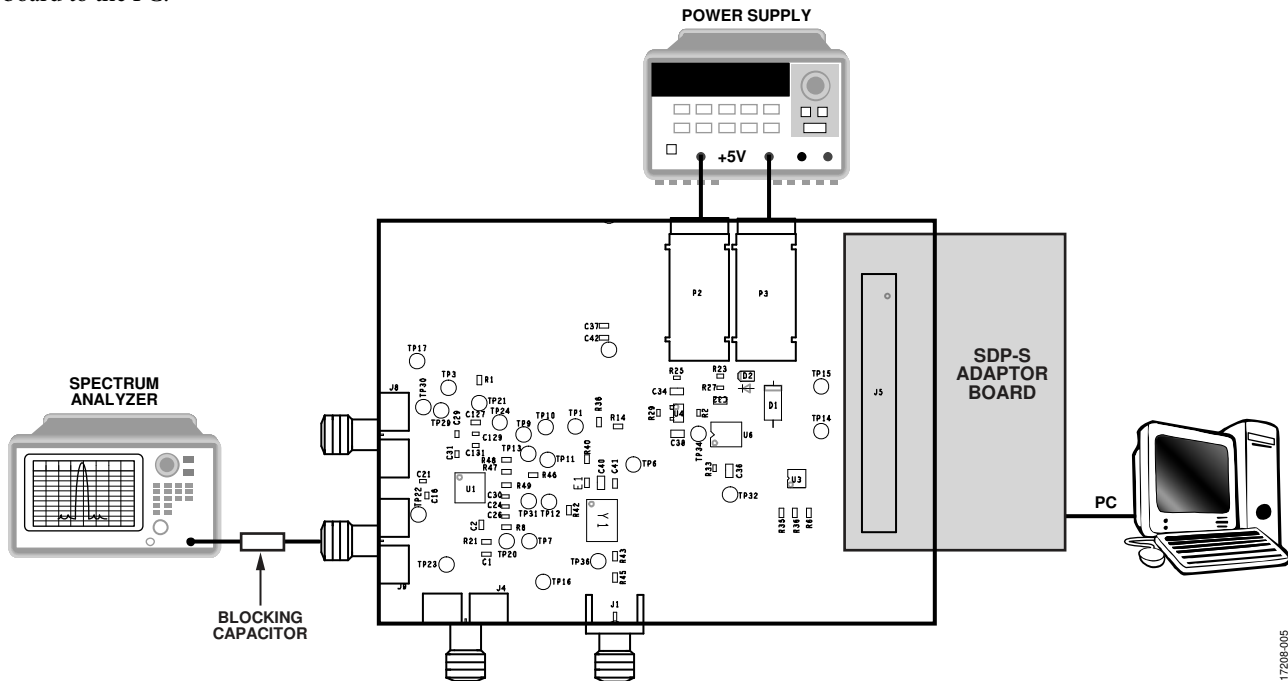 board to the PC.
POWER SUPPLY
+5V
P2
P3
SDP-S
ADAPTOR
BOARD
J5
PC
SPECTRUM
ANALYZER
BLOCKING
CAPACITOR
C37
C42
TP17
TP3
R1
TP30
J8
TP21
TP29
C29
C127
TP24
TP9
TP10
TP1
R36
R14
C129
C131
C31
TP13
R48
R47
TP11
R46
R40
C40
C41
TP6
E1
C21
C16
TP22
U1
R49
C30
C24
C26
TP31
TP12
R42
Y1
C2
R8
R21
TP20
TP7
C1
TP23
TP36
R43
R45
TP16
J9
J4
J1
R25
C34
R23
R27
D2
C32
D1
TP15
R29
U4
R2
TP14
C38
TP34
U6
R33
C36
U3
TP32
R35
R36
R6
17208-005